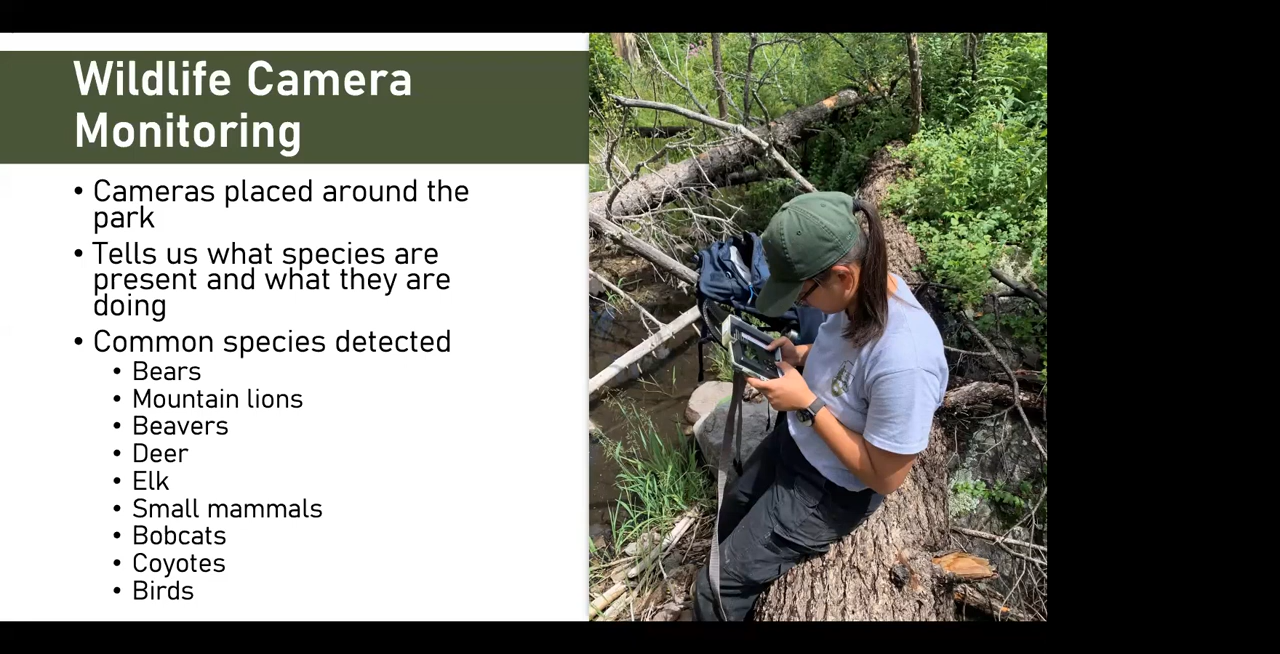 Wildlife Camera
Monitoring
• Cameras placed around the
park
• Tells us what species are
present and what they are
doing
• Common species detected
• Bears
• Mountain lions
• Beavers
• Deer
• Elk
• Small mammals
• Bobcats
• Coyotes
• Birds